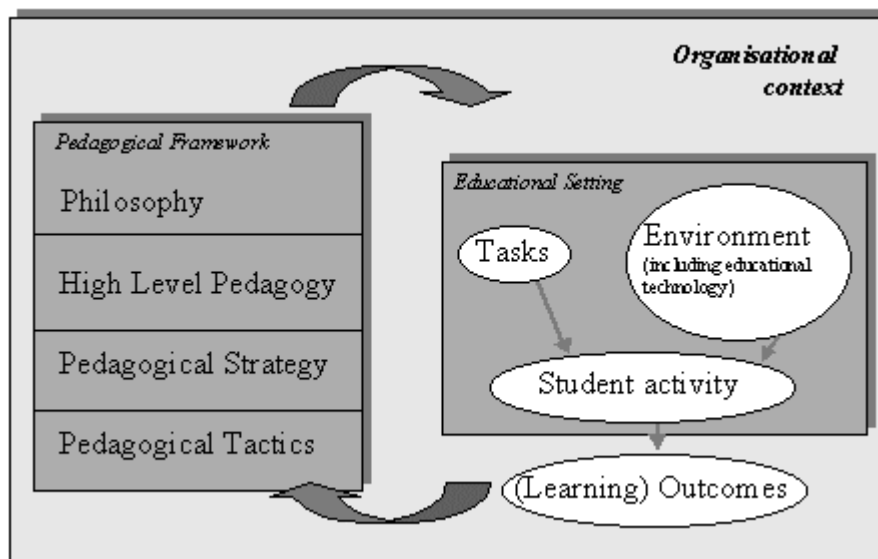 Organisational
context
Pedagogical Framework
Philosophy
High Level Pedagogy
Pedagogical Strategy
Pedagogical Tactics
Educational Setting
Tasks
Environment
(including educational
technology)
Student activity
(Learning) Outcomes